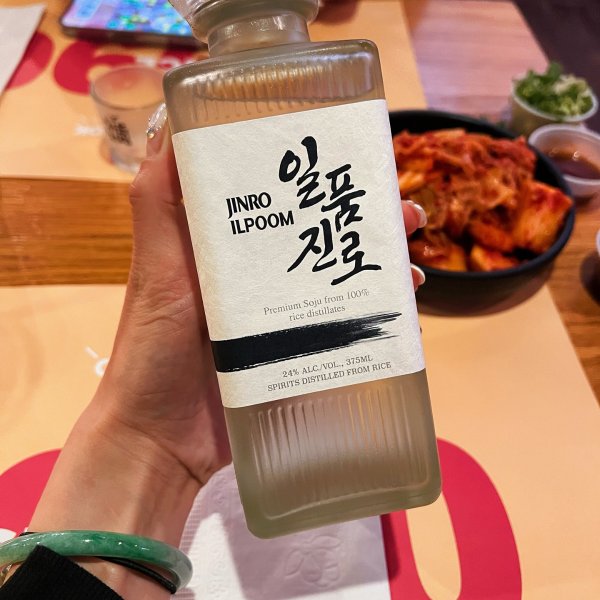 JINRO
ILPOOM
일품
진로
Premium Soju from 100%
rice distillates
24% ALC./VOL., 375ML
SPIRITS DISTILLED FROM RICE